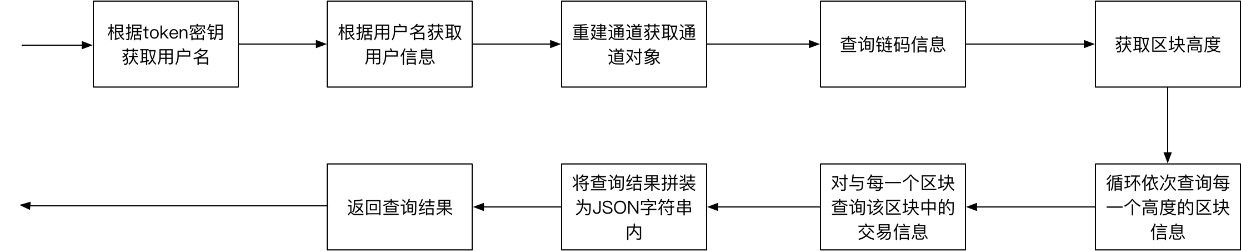 根据token密钥
获取用户名
根据用户名获取
用户信息
重建通道获取通
道对象
查询链码信息
获取区块高度
循环依次查询每
一个高度的区块
信息
对与每一个区块
查询该区块中的
交易信息
将查询结果拼装
为JSON字符串
内
返回查询结果